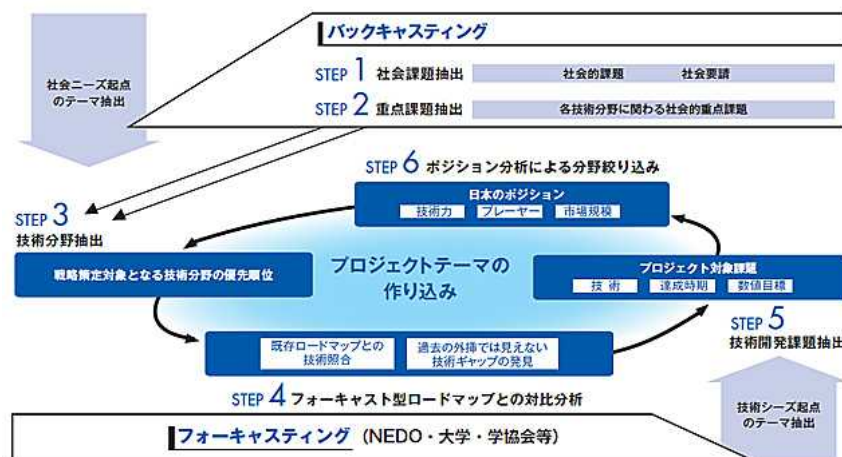 バックキャスティング
社会ニーズ起点
のテーマ抽出
STEP 1 社会課題抽出 社会的課題 社会要請
STEP 2 重点課題抽出 各技術分野に関わる社会的重点課題
STEP 6 ポジション分析による分野絞り込み
日本のポジション
技術力 プレーヤー 市場規模
STEP 3
技術分野抽出
戦略策定対象となる技術分野の優先順位
プロジェクトテーマの
作り込み
プロジェクト対象課題
技術 達成時期 数値目標
STEP 5
技術開発課題抽出
既存ロードマップとの
技術照合
過去の外挿では見えない
技術ギャップの発見
STEP 4 フォーキャスト型ロードマップとの対比分析
技術シーズ起点
のテーマ抽出
フォーキャスティング (NEDO・大学・学協会等)